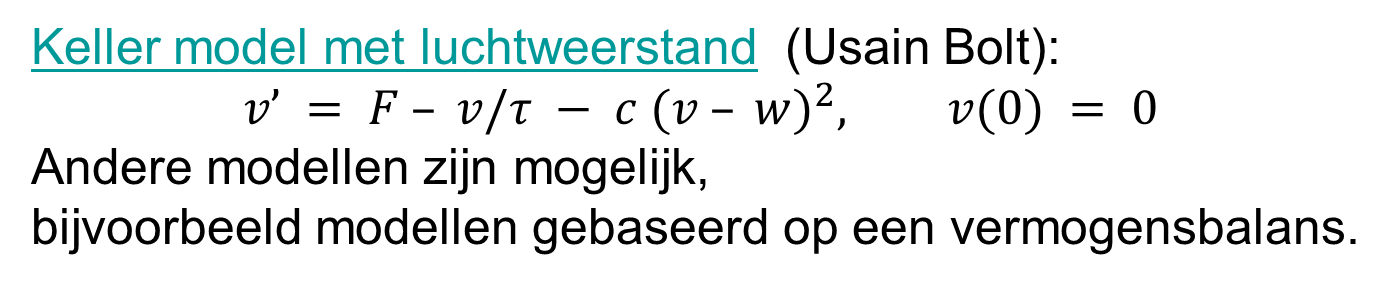 Keller model met luchtweerstand (Usain Bolt):
v’ = F – v/τ − c (v – w)², v(0) = 0
Andere modellen zijn mogelijk,
bijvoorbeeld modellen gebaseerd op een vermogensbalans.